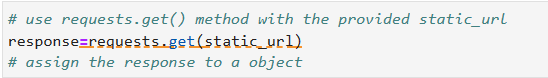 # use requests.get() method with the provided static_url
response=requests.get(static_url)
# assign the response to a object